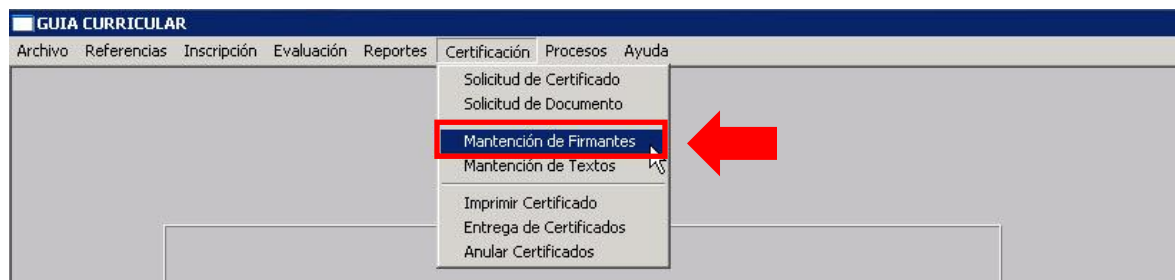 GUIA CURRICULAR
Archivo Referencias Inscripción Evaluación Reportes Certificación Procesos Ayuda
Solicitud de Certificado
Solicitud de Documento
Mantención de Firmantes
Mantención de Textos
Imprimir Certificado
Entrega de Certificados
Anular Certificados